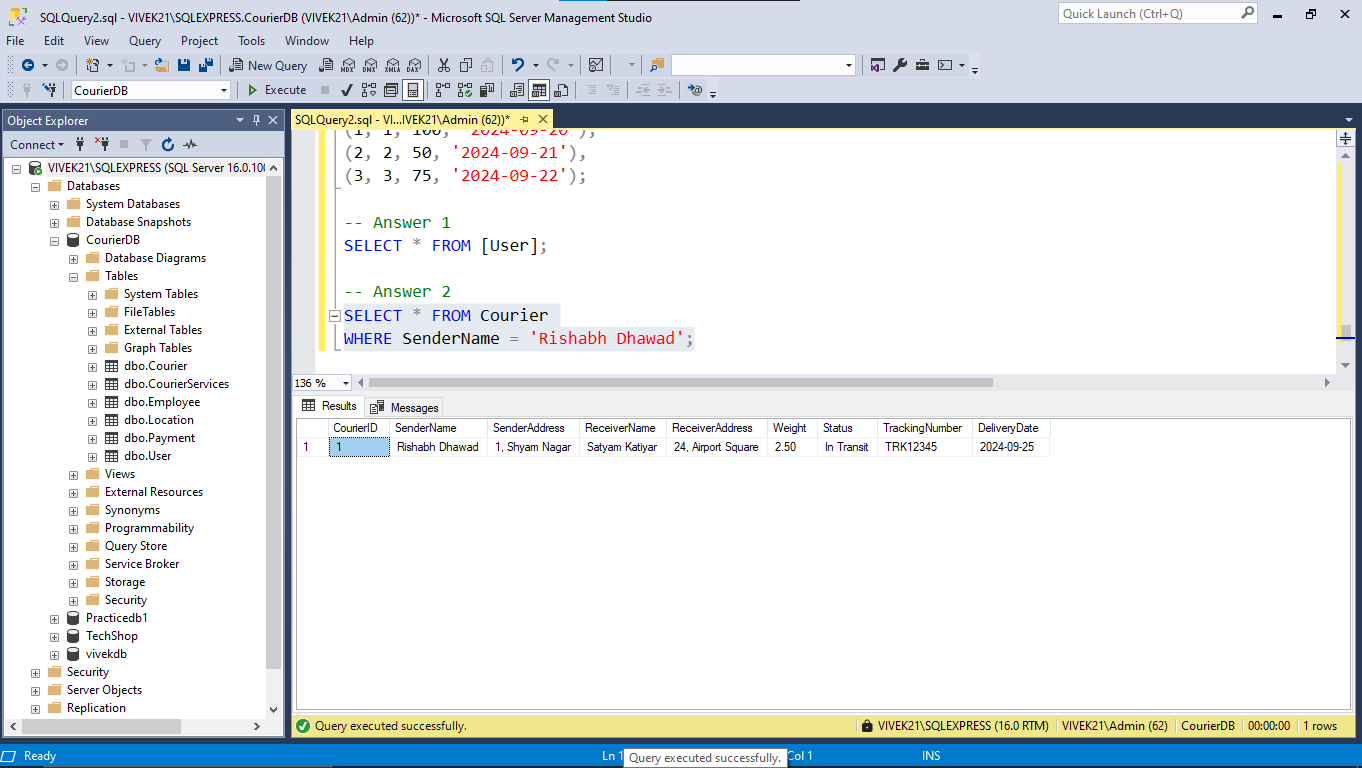 SQLQuery2.sql - VIVEK21\SQLEXPRESS.CourierDB (VIVEK21\Admin (62))* - Microsoft SQL Server Management Studio
Quick Launch (Ctrl+Q)
File Edit View Query Project Tools Window Help
New Query MDX DMX XMLA DAX
CourierDB Execute
Object Explorer
SQLQuery2.sql - VI...IVEK21\Admin (62))*
Connect
VIVEK21\SQLEXPRESS (SQL Server 16.0.100
Databases
System Databases
Database Snapshots
CourierDB
Database Diagrams
Tables
System Tables
FileTables
External Tables
Graph Tables
dbo.Courier
dbo.CourierServices
dbo.Employee
dbo.Location
dbo.Payment
dbo.User
Views
External Resources
Synonyms
Programmability
Query Store
Service Broker
Storage
Security
Practicedb1
TechShop
vivekdb
Security
Server Objects
Replication
(1, 1, 100, '2024-09-20'),
(2, 2, 50, '2024-09-21'),
(3, 3, 75, '2024-09-22');
-- Answer 1
SELECT * FROM [User];
-- Answer 2
SELECT * FROM Courier
WHERE SenderName = 'Rishabh Dhawad';
136 %
Results Messages
CourierID SenderName SenderAddress ReceiverName ReceiverAddress Weight Status TrackingNumber DeliveryDate
1 1 Rishabh Dhawad 1, Shyam Nagar Satyam Katiyar 24, Airport Square 2.50 In Transit TRK12345 2024-09-25
Query executed successfully. VIVEK21\SQLEXPRESS (16.0 RTM) VIVEK21\Admin (62) CourierDB 00:00:00 1 rows
Ready Ln 1 Col 1 INS
Query executed successfully.